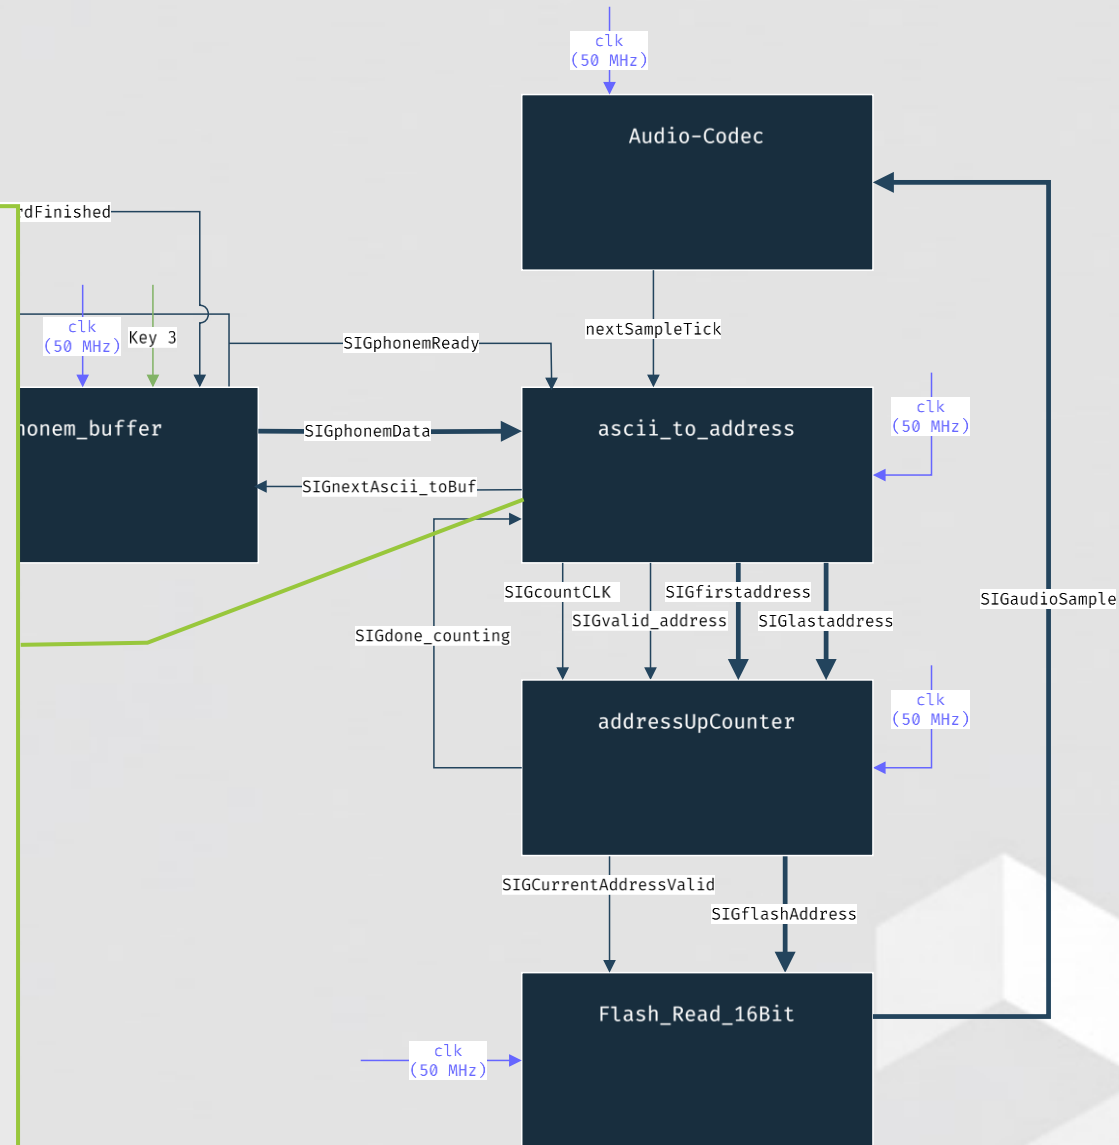 clk
(50 MHz)
Audio-Codec
rdFinished
clk
(50 MHz)
Key 3
SIGphonemReady
nextSampleTick
clk
(50 MHz)
honem_buffer
SIGphonemData
ascii_to_address
SIGnextAscii_toBuf
SIGcountCLK
SIGfirstaddress
SIGvalid_address
SIGlastaddress
SIGaudioSample
SIGdone_counting
clk
(50 MHz)
addressUpCounter
SIGCurrentAddressValid
SIGflashAddress
Flash_Read_16Bit
clk
(50 MHz)